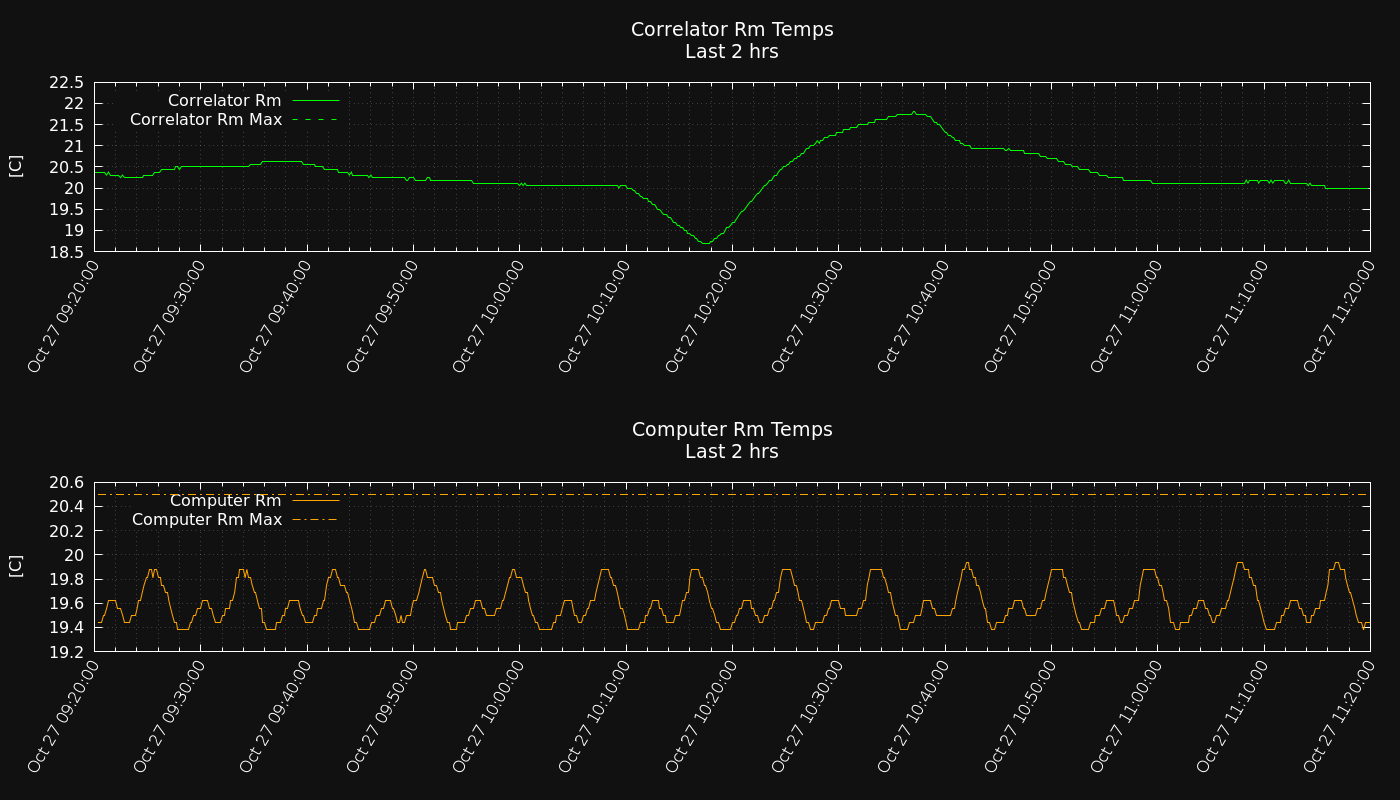 Correlator Rm Temps
Last 2 hrs
22.5
22
21.5
21
20.5
20
19.5
19
18.5
[C]
Correlator Rm
Correlator Rm Max
Oct 27 09:20:00
Oct 27 09:30:00
Oct 27 09:40:00
Oct 27 09:50:00
Oct 27 10:00:00
Oct 27 10:10:00
Oct 27 10:20:00
Oct 27 10:30:00
Oct 27 10:40:00
Oct 27 10:50:00
Oct 27 11:00:00
Oct 27 11:10:00
Oct 27 11:20:00
Computer Rm Temps
Last 2 hrs
20.6
20.4
20.2
20
19.8
19.6
19.4
19.2
[C]
Computer Rm
Computer Rm Max
Oct 27 09:20:00
Oct 27 09:30:00
Oct 27 09:40:00
Oct 27 09:50:00
Oct 27 10:00:00
Oct 27 10:10:00
Oct 27 10:20:00
Oct 27 10:30:00
Oct 27 10:40:00
Oct 27 10:50:00
Oct 27 11:00:00
Oct 27 11:10:00
Oct 27 11:20:00